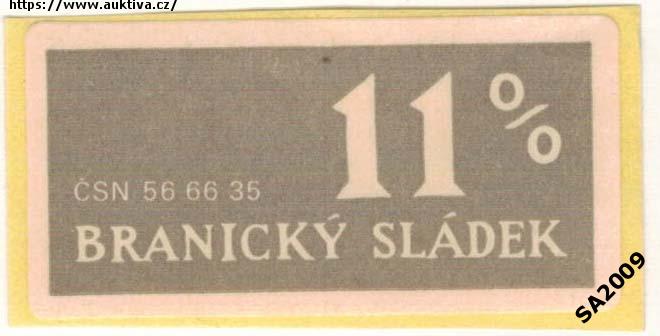 https://www.auktiva.cz/
11%
ČSN 56 66 35
BRANICKÝ SLÁDEK
SA2009